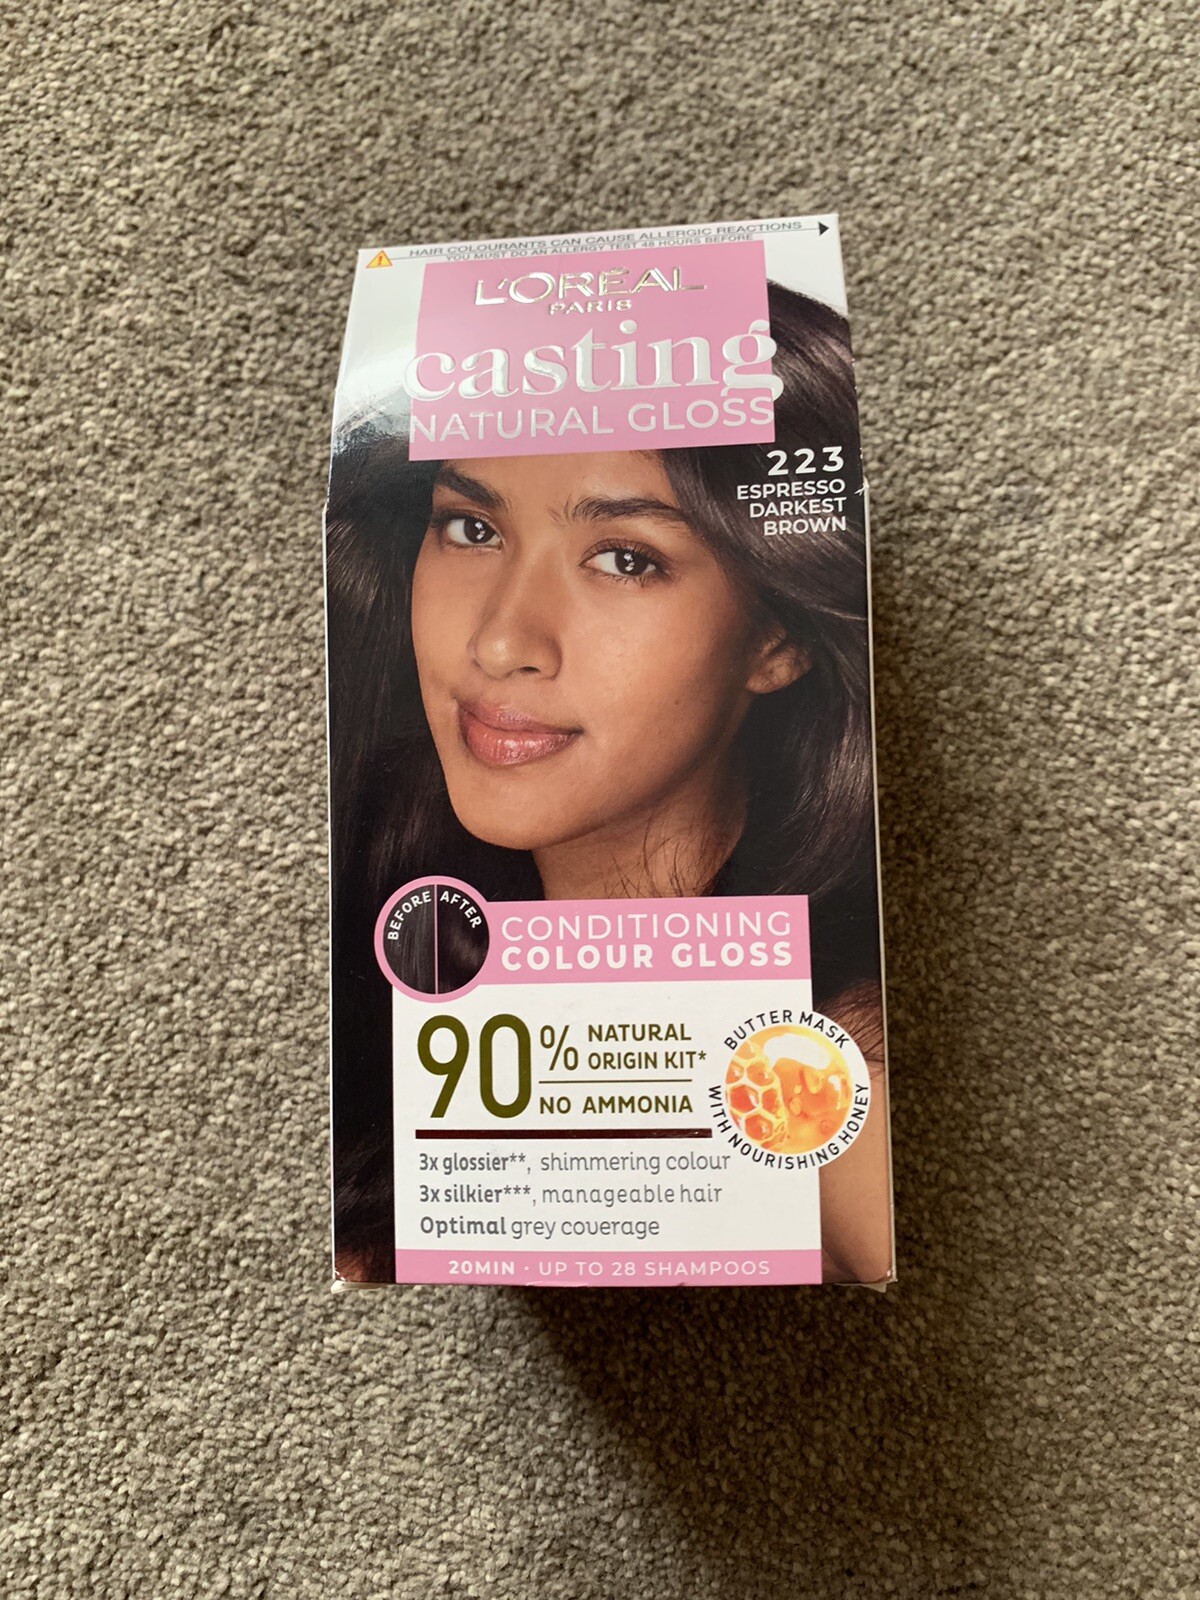 HAIR COLOURANTS CAN CAUSE ALLERGIC REACTIONS
YOU MUST DO AN ALLERGY TEST 48 HOURS BEFORE
L'ORÉAL
PARIS
casting
NATURAL GLOSS
223
ESPRESSO
DARKEST
BROWN
BEFORE AFTER
CONDITIONING
COLOUR GLOSS
90% NATURAL
ORIGIN KIT*
NO AMMONIA
BUTTER MASK
WITH NOURISHING HONEY
3x glossier**, shimmering colour
3x silkier***, manageable hair
Optimal grey coverage
20MIN · UP TO 28 SHAMPOOS